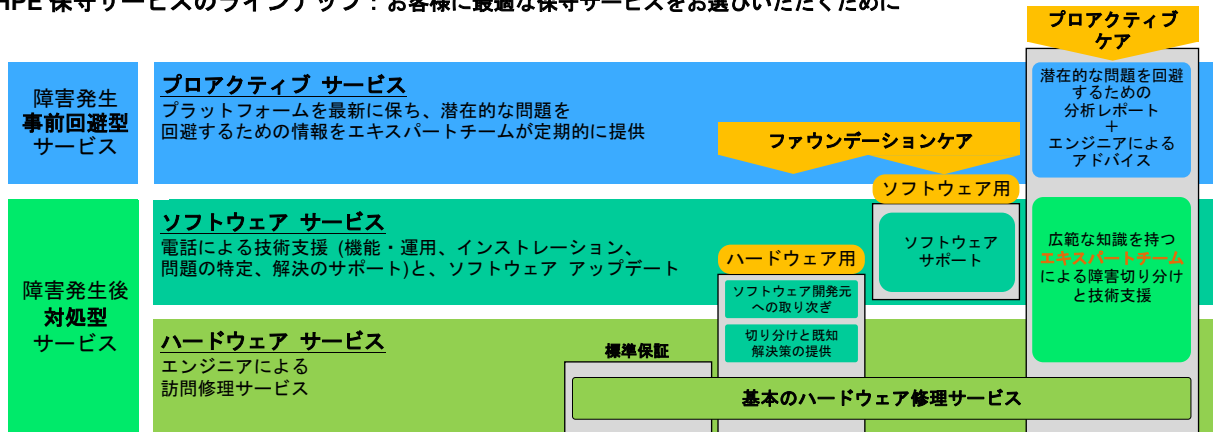 HPE 保守サービスのラインナップ：お客様に最適な保守サービスをお選びいただくために
プロアクティブ
ケア
障害発生
事前回避型
サービス
プロアクティブ サービス
プラットフォームを最新に保ち、潜在的な問題を
回避するための情報をエキスパートチームが定期的に提供
潜在的な問題を回避
するための
分析レポート
＋
エンジニアによる
アドバイス
ファウンデーションケア
ソフトウェア用
障害発生後
対処型
サービス
ソフトウェア サービス
電話による技術支援 (機能・運用、インストレーション、
問題の特定、解決のサポート)と、ソフトウェア アップデート
ソフトウェア
サポート
広範な知識を持つ
エキスパートチーム
による障害切り分け
と技術支援
ハードウェア用
ソフトウェア開発元
への取り次ぎ
切り分けと既知
解決策の提供
ハードウェア サービス
エンジニアによる
訪問修理サービス
標準保証
基本のハードウェア修理サービス